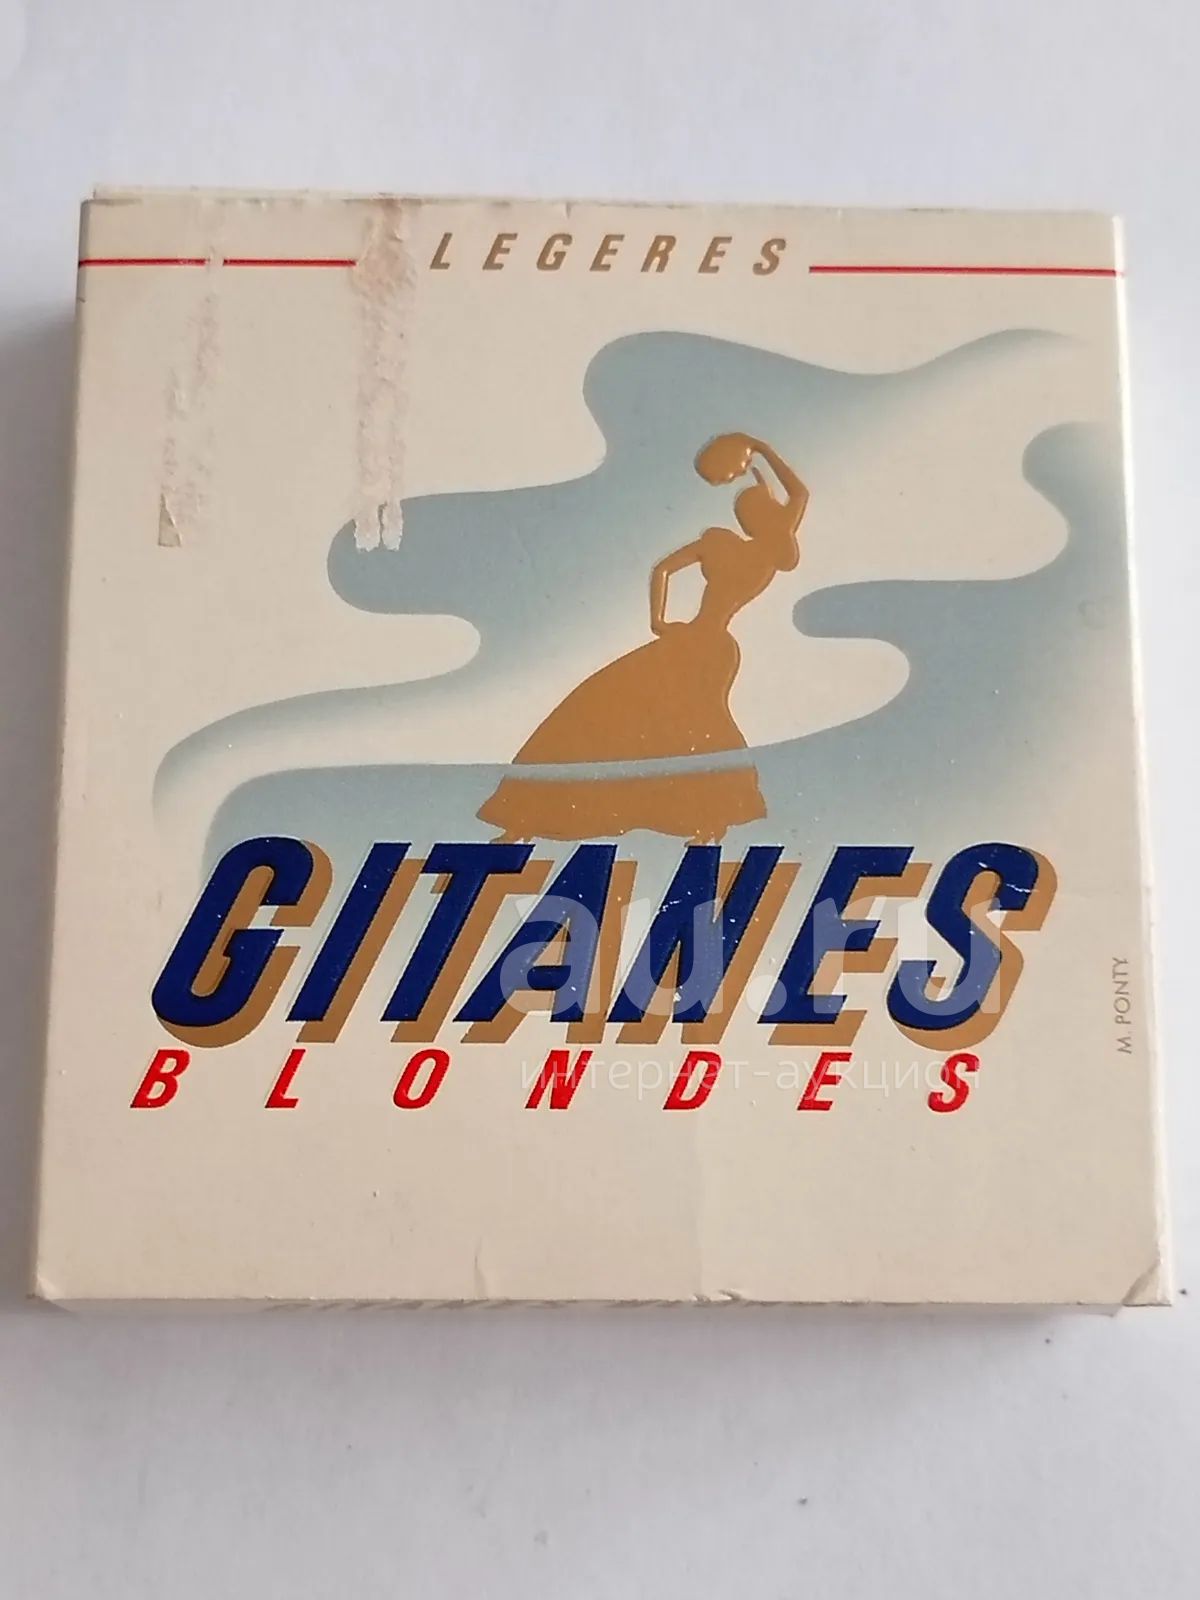 LEGERES
GITANES
BLONDES
M. PONTY
au.ru
интернет-аукцион